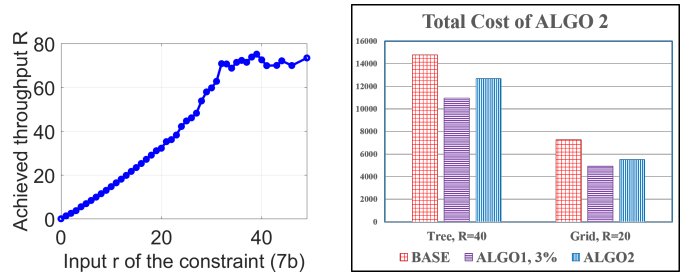 Achieved throughput R
80
60
40
20
0
0 20 40
Input r of the constraint (7b)
Total Cost of ALGO 2
16000
14000
12000
10000
8000
6000
4000
2000
0
Tree, R=40 Grid, R=20
BASE ALGO1, 3% ALGO2